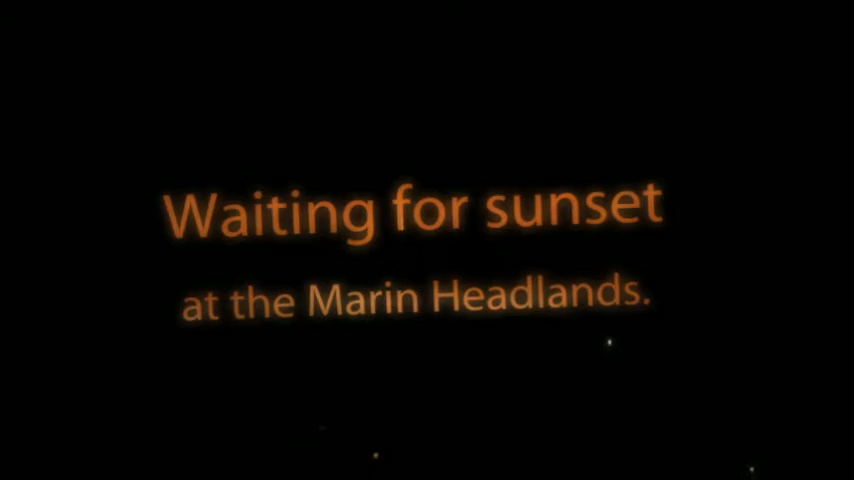 Waiting for sunset
at the Marin Headlands.